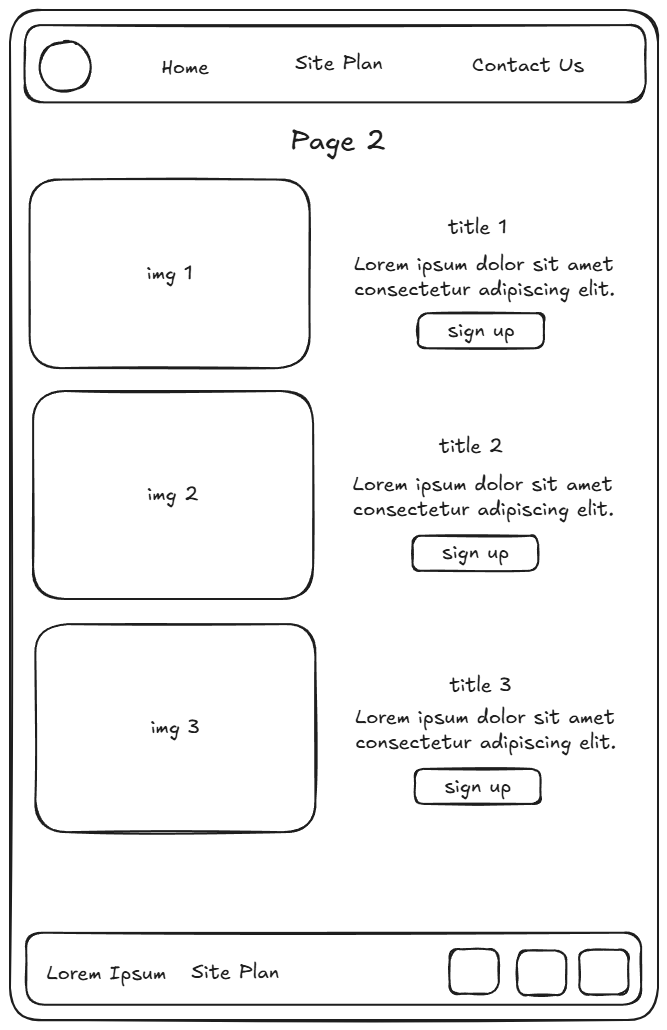 Home Site Plan Contact Us
Page 2
img 1
title 1
Lorem ipsum dolor sit amet
consectetur adipiscing elit.
sign up
img 2
title 2
Lorem ipsum dolor sit amet
consectetur adipiscing elit.
sign up
img 3
title 3
Lorem ipsum dolor sit amet
consectetur adipiscing elit.
sign up
Lorem Ipsum Site Plan